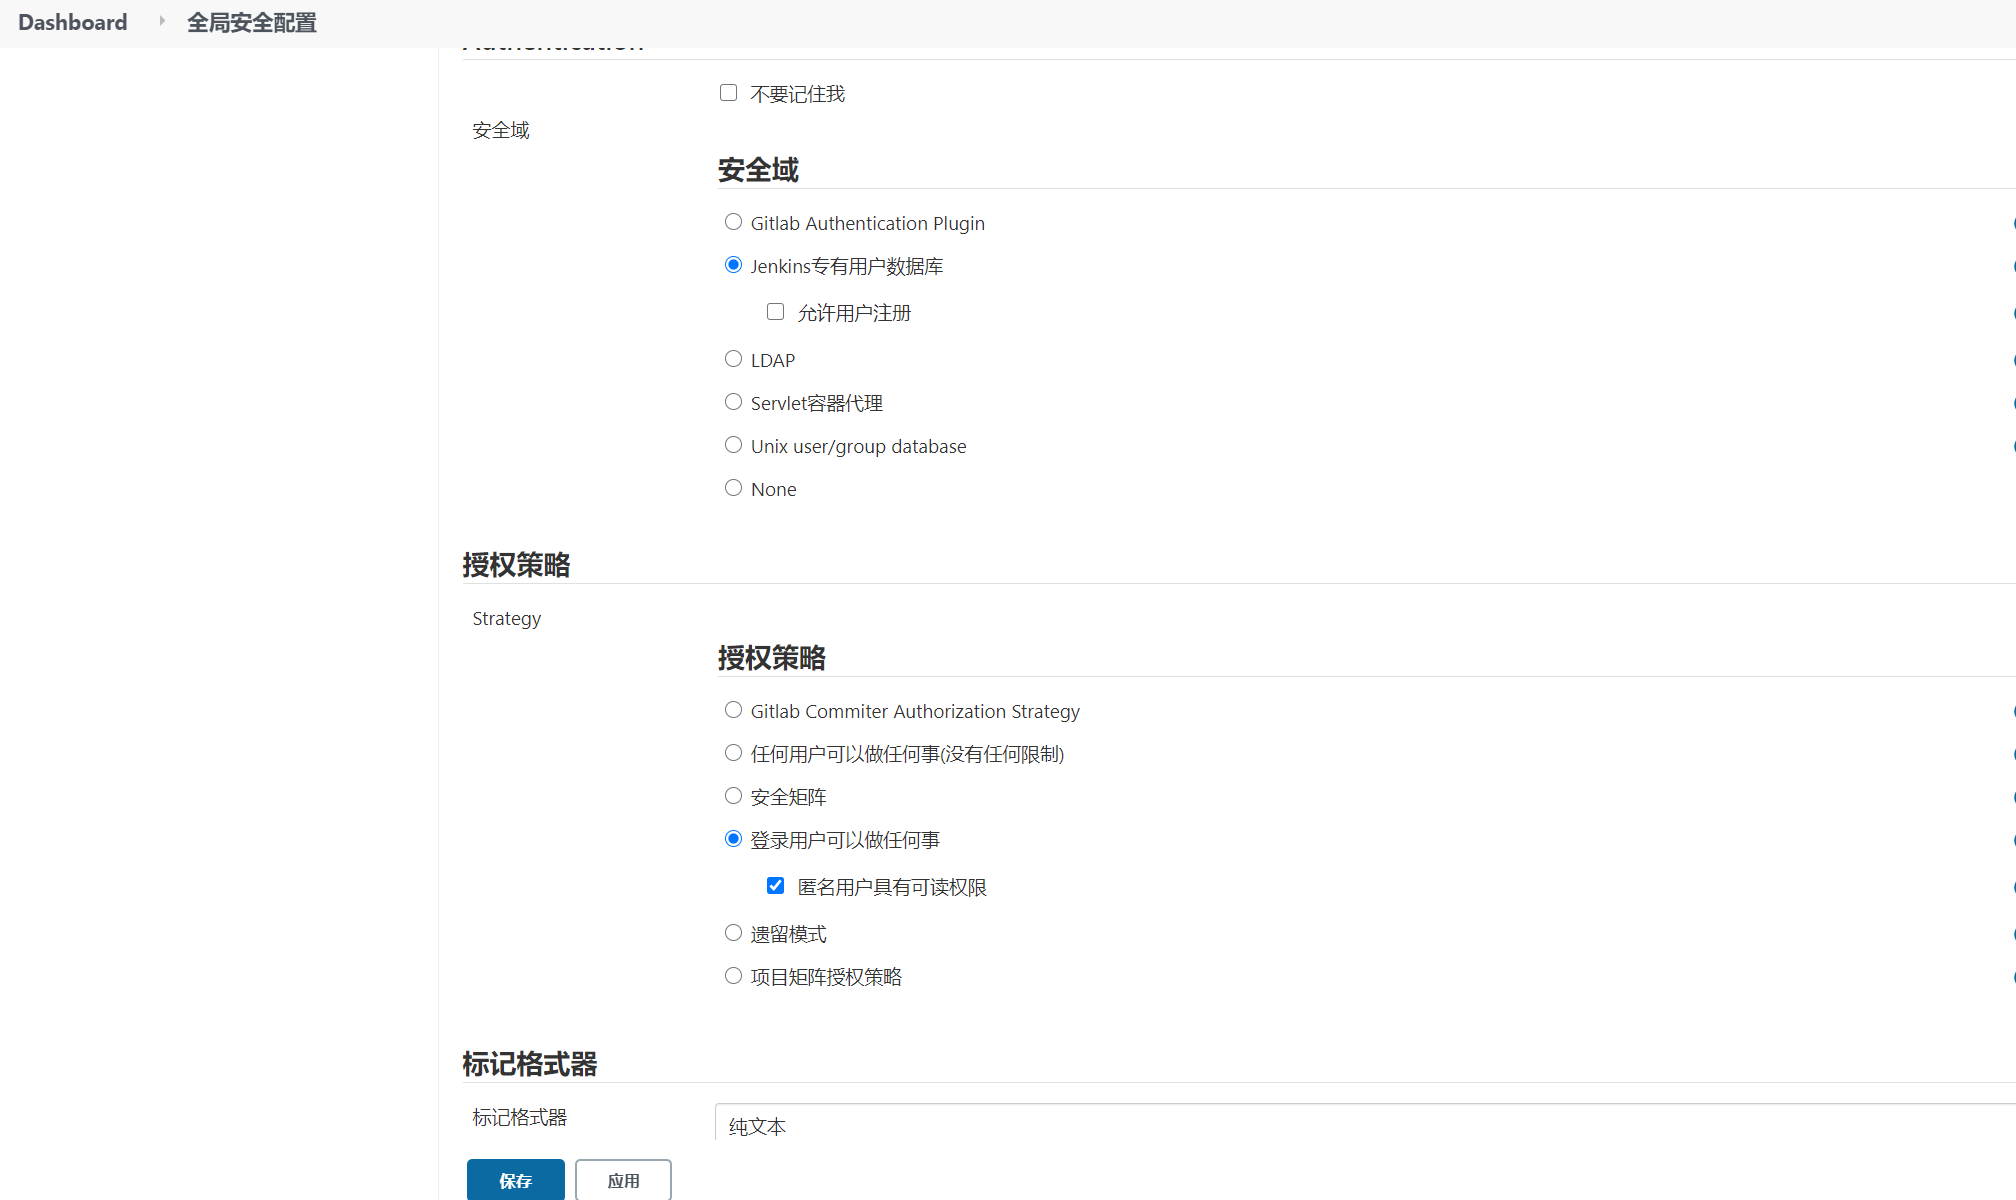 Dashboard
全局安全配置
Authentication
不要记住我
安全域
安全域
Gitlab Authentication Plugin
Jenkins专有用户数据库
允许用户注册
LDAP
Servlet容器代理
Unix user/group database
None
授权策略
Strategy
授权策略
Gitlab Commiter Authorization Strategy
任何用户可以做任何事(没有任何限制)
安全矩阵
登录用户可以做任何事
匿名用户具有可读权限
遗留模式
项目矩阵授权策略
标记格式器
标记格式器
纯文本
保存
应用